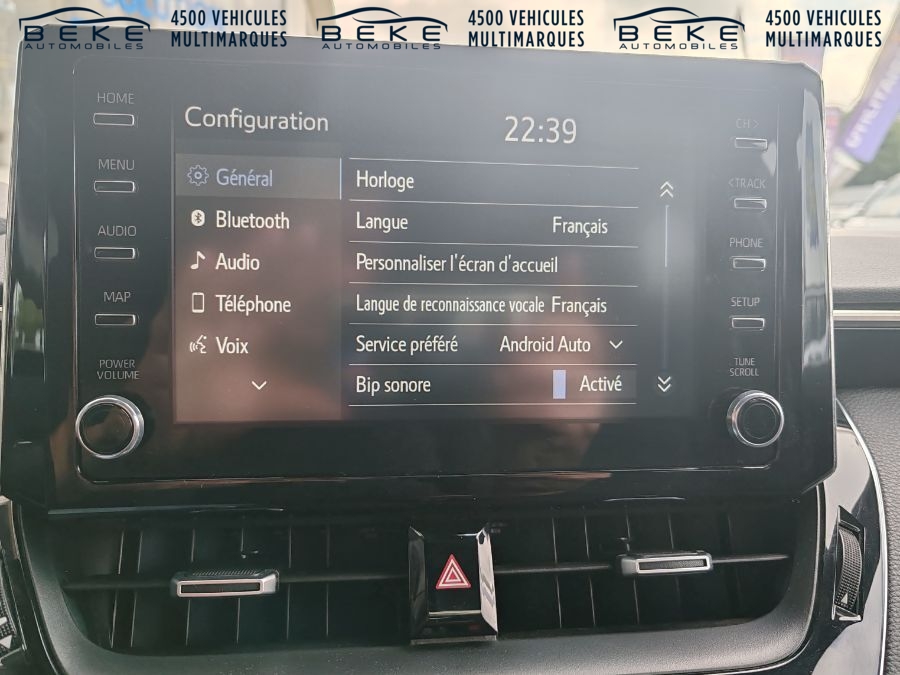 BEKE AUTOMOBILES
4500 VEHICULES MULTIMARQUES
BEKE AUTOMOBILES
4500 VEHICULES MULTIMARQUES
BEKE AUTOMOBILES
4500 VEHICULES MULTIMARQUES
HOME
MENU
AUDIO
MAP
POWER
VOLUME
Configuration
22:39
Général
Bluetooth
Audio
Téléphone
Voix
Horloge
Langue Français
Personnaliser l'écran d'accueil
Langue de reconnaissance vocale Français
Service préféré Android Auto
Bip sonore Activé
CH >
< TRACK
PHONE
SETUP
TUNE
SCROLL